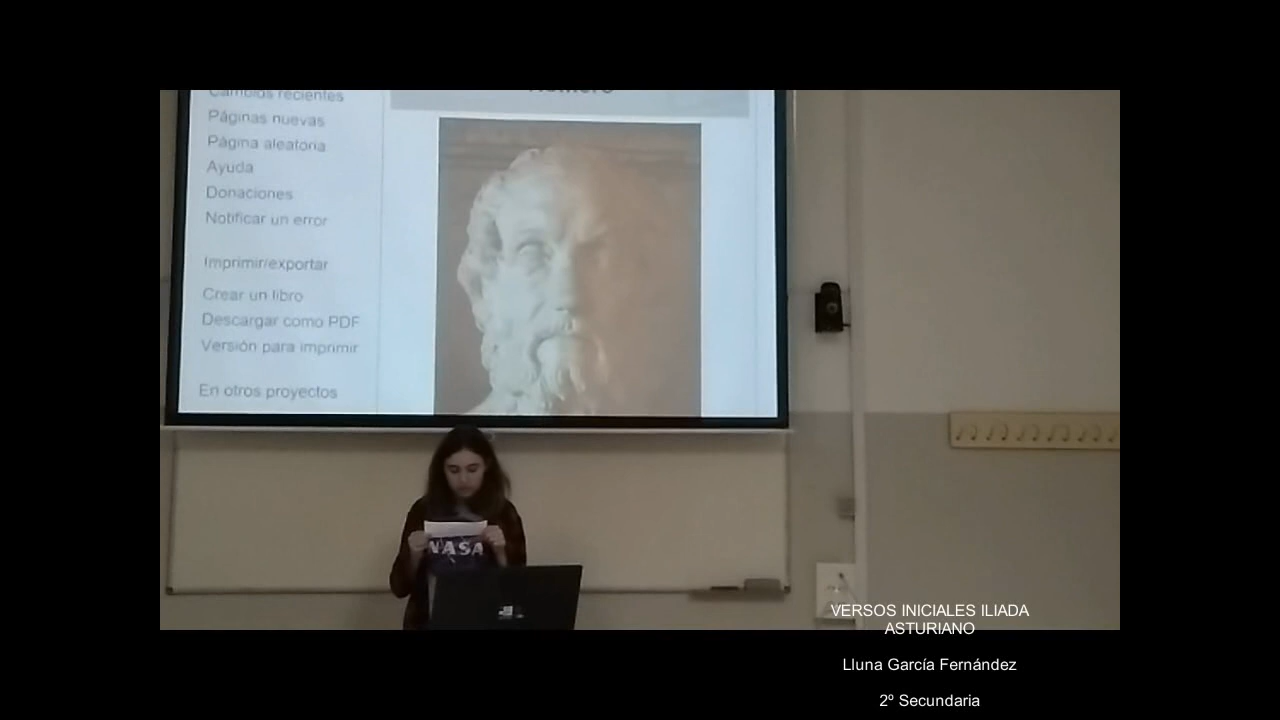 Homero
Cambios recientes
Páginas nuevas
Página aleatoria
Ayuda
Donaciones
Notificar un error
Imprimir/exportar
Crear un libro
Descargar como PDF
Versión para imprimir
En otros proyectos
NASA
VERSOS INICIALES ILIADA
ASTURIANO
Lluna García Fernández
2º Secundaria